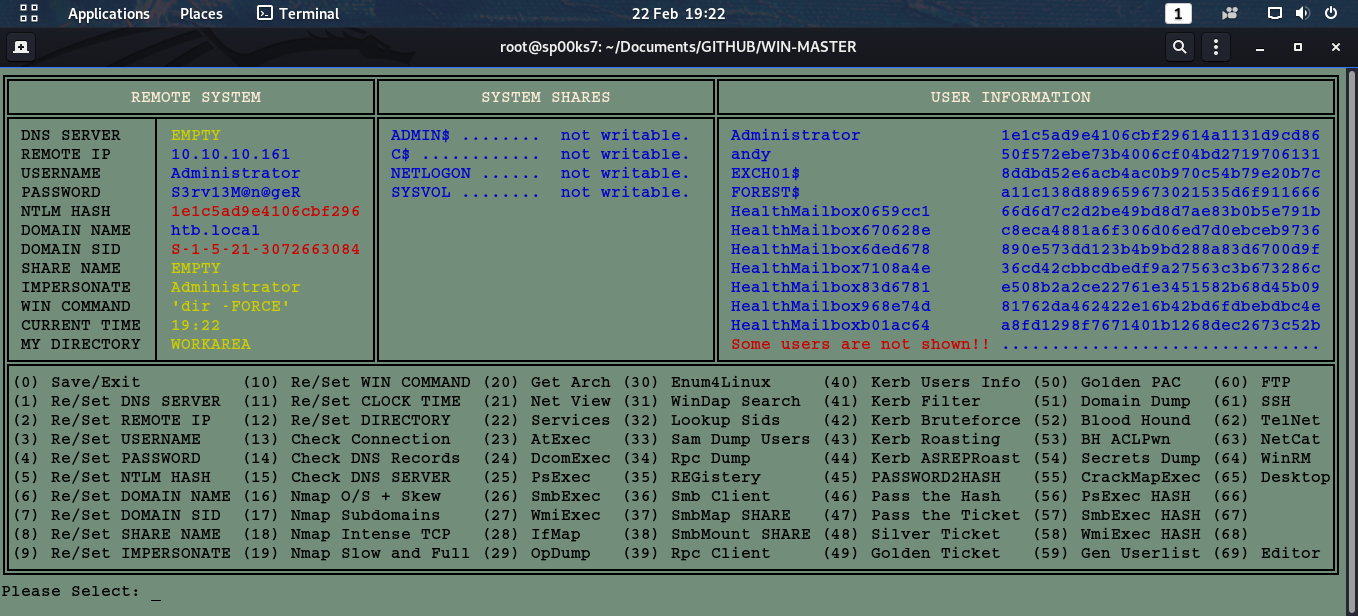 Applications Places Terminal 22 Feb 19:22 1
root@sp00ks7: ~/Documents/GITHUB/WIN-MASTER
REMOTE SYSTEM SYSTEM SHARES USER INFORMATION
DNS SERVER EMPTY ADMIN$ ........ not writable. Administrator 1e1c5ad9e4106cbf29614a1131d9cd86
REMOTE IP 10.10.10.161 C$ ............ not writable. andy 50f572ebe73b4006cf04bd2719706131
USERNAME Administrator NETLOGON ...... not writable. EXCH01$ 8ddbd52e6acb4ac0b970c54b79e20b7c
PASSWORD S3rv13M@n@geR SYSVOL ........ not writable. FOREST$ a11c138d889659673021535d6f911666
NTLM HASH 1e1c5ad9e4106cbf296 HealthMailbox0659cc1 66d6d7c2d2be49bd8d7ae83b0b5e791b
DOMAIN NAME htb.local HealthMailbox670628e c8eca4881a6f306d06ed7d0ebceb9736
DOMAIN SID S-1-5-21-3072663084 HealthMailbox6ded678 890e573dd123b4b9bd288a83d6700d9f
SHARE NAME EMPTY HealthMailbox7108a4e 36cd42cbbcdbedf9a27563c3b673286c
IMPERSONATE Administrator HealthMailbox83d6781 e508b2a2ce22761e3451582b68d45b09
WIN COMMAND 'dir -FORCE' HealthMailbox968e74d 81762da462422e16b42bd6fdbebdbc4e
CURRENT TIME 19:22 HealthMailboxb01ac64 a8fd1298f7671401b1268dec2673c52b
MY DIRECTORY WORKAREA Some users are not shown!! ................................
(0) Save/Exit (10) Re/Set WIN COMMAND (20) Get Arch (30) Enum4Linux (40) Kerb Users Info (50) Golden PAC (60) FTP
(1) Re/Set DNS SERVER (11) Re/Set CLOCK TIME (21) Net View (31) WinDap Search (41) Kerb Filter (51) Domain Dump (61) SSH
(2) Re/Set REMOTE IP (12) Re/Set DIRECTORY (22) Services (32) Lookup Sids (42) Kerb Bruteforce (52) Blood Hound (62) TelNet
(3) Re/Set USERNAME (13) Check Connection (23) AtExec (33) Sam Dump Users (43) Kerb Roasting (53) BH ACLPwn (63) NetCat
(4) Re/Set PASSWORD (14) Check DNS Records (24) DcomExec (34) Rpc Dump (44) Kerb ASREPRoast (54) Secrets Dump (64) WinRM
(5) Re/Set NTLM HASH (15) Check DNS SERVER (25) PsExec (35) REGistery (45) PASSWORD2HASH (55) CrackMapExec (65) Desktop
(6) Re/Set DOMAIN NAME (16) Nmap O/S + Skew (26) SmbExec (36) Smb Client (46) Pass the Hash (56) PsExec HASH (66)
(7) Re/Set DOMAIN SID (17) Nmap Subdomains (27) WmiExec (37) SmbMap SHARE (47) Pass the Ticket (57) SmbExec HASH (67)
(8) Re/Set SHARE NAME (18) Nmap Intense TCP (28) IfMap (38) SmbMount SHARE (48) Silver Ticket (58) WmiExec HASH (68)
(9) Re/Set IMPERSONATE (19) Nmap Slow and Full (29) OpDump (39) Rpc Client (49) Golden Ticket (59) Gen Userlist (69) Editor
Please Select: _